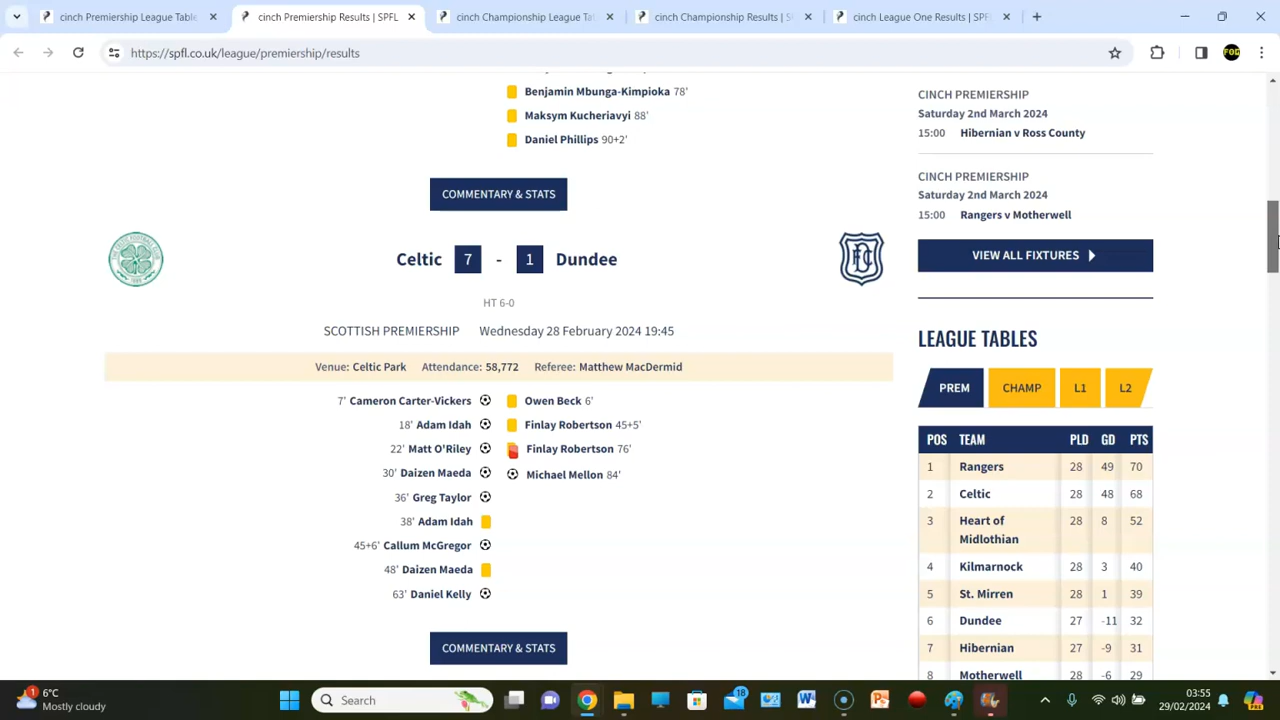 cinch Premiership League Table
cinch Premiership Results | SPFL
cinch Championship League Ta
cinch Championship Results | S
cinch League One Results | SPF
https://spfl.co.uk/league/premiership/results
Benjamin Mbunga-Kimpioka 78'
Maksym Kucheriavyi 88'
Daniel Phillips 90+2'
COMMENTARY & STATS
Celtic 7 - 1 Dundee
HT 6-0
SCOTTISH PREMIERSHIP Wednesday 28 February 2024 19:45
Venue: Celtic Park Attendance: 58,772 Referee: Matthew MacDermid
7' Cameron Carter-Vickers
18' Adam Idah
22' Matt O'Riley
30' Daizen Maeda
36' Greg Taylor
38' Adam Idah
45+6' Callum McGregor
48' Daizen Maeda
63' Daniel Kelly
Owen Beck 6'
Finlay Robertson 45+5'
Finlay Robertson 76'
Michael Mellon 84'
COMMENTARY & STATS
CINCH PREMIERSHIP
Saturday 2nd March 2024
15:00 Hibernian v Ross County
CINCH PREMIERSHIP
Saturday 2nd March 2024
15:00 Rangers v Motherwell
VIEW ALL FIXTURES
LEAGUE TABLES
PREM CHAMP L1 L2
POS TEAM PLD GD PTS
1 Rangers 28 49 70
2 Celtic 28 48 68
3 Heart of Midlothian 28 8 52
4 Kilmarnock 28 3 40
5 St. Mirren 28 1 39
6 Dundee 27 -11 32
7 Hibernian 27 -9 31
8 Motherwell 28 -6 29
1
6°C
Mostly cloudy
Search
18
03:55
29/02/2024